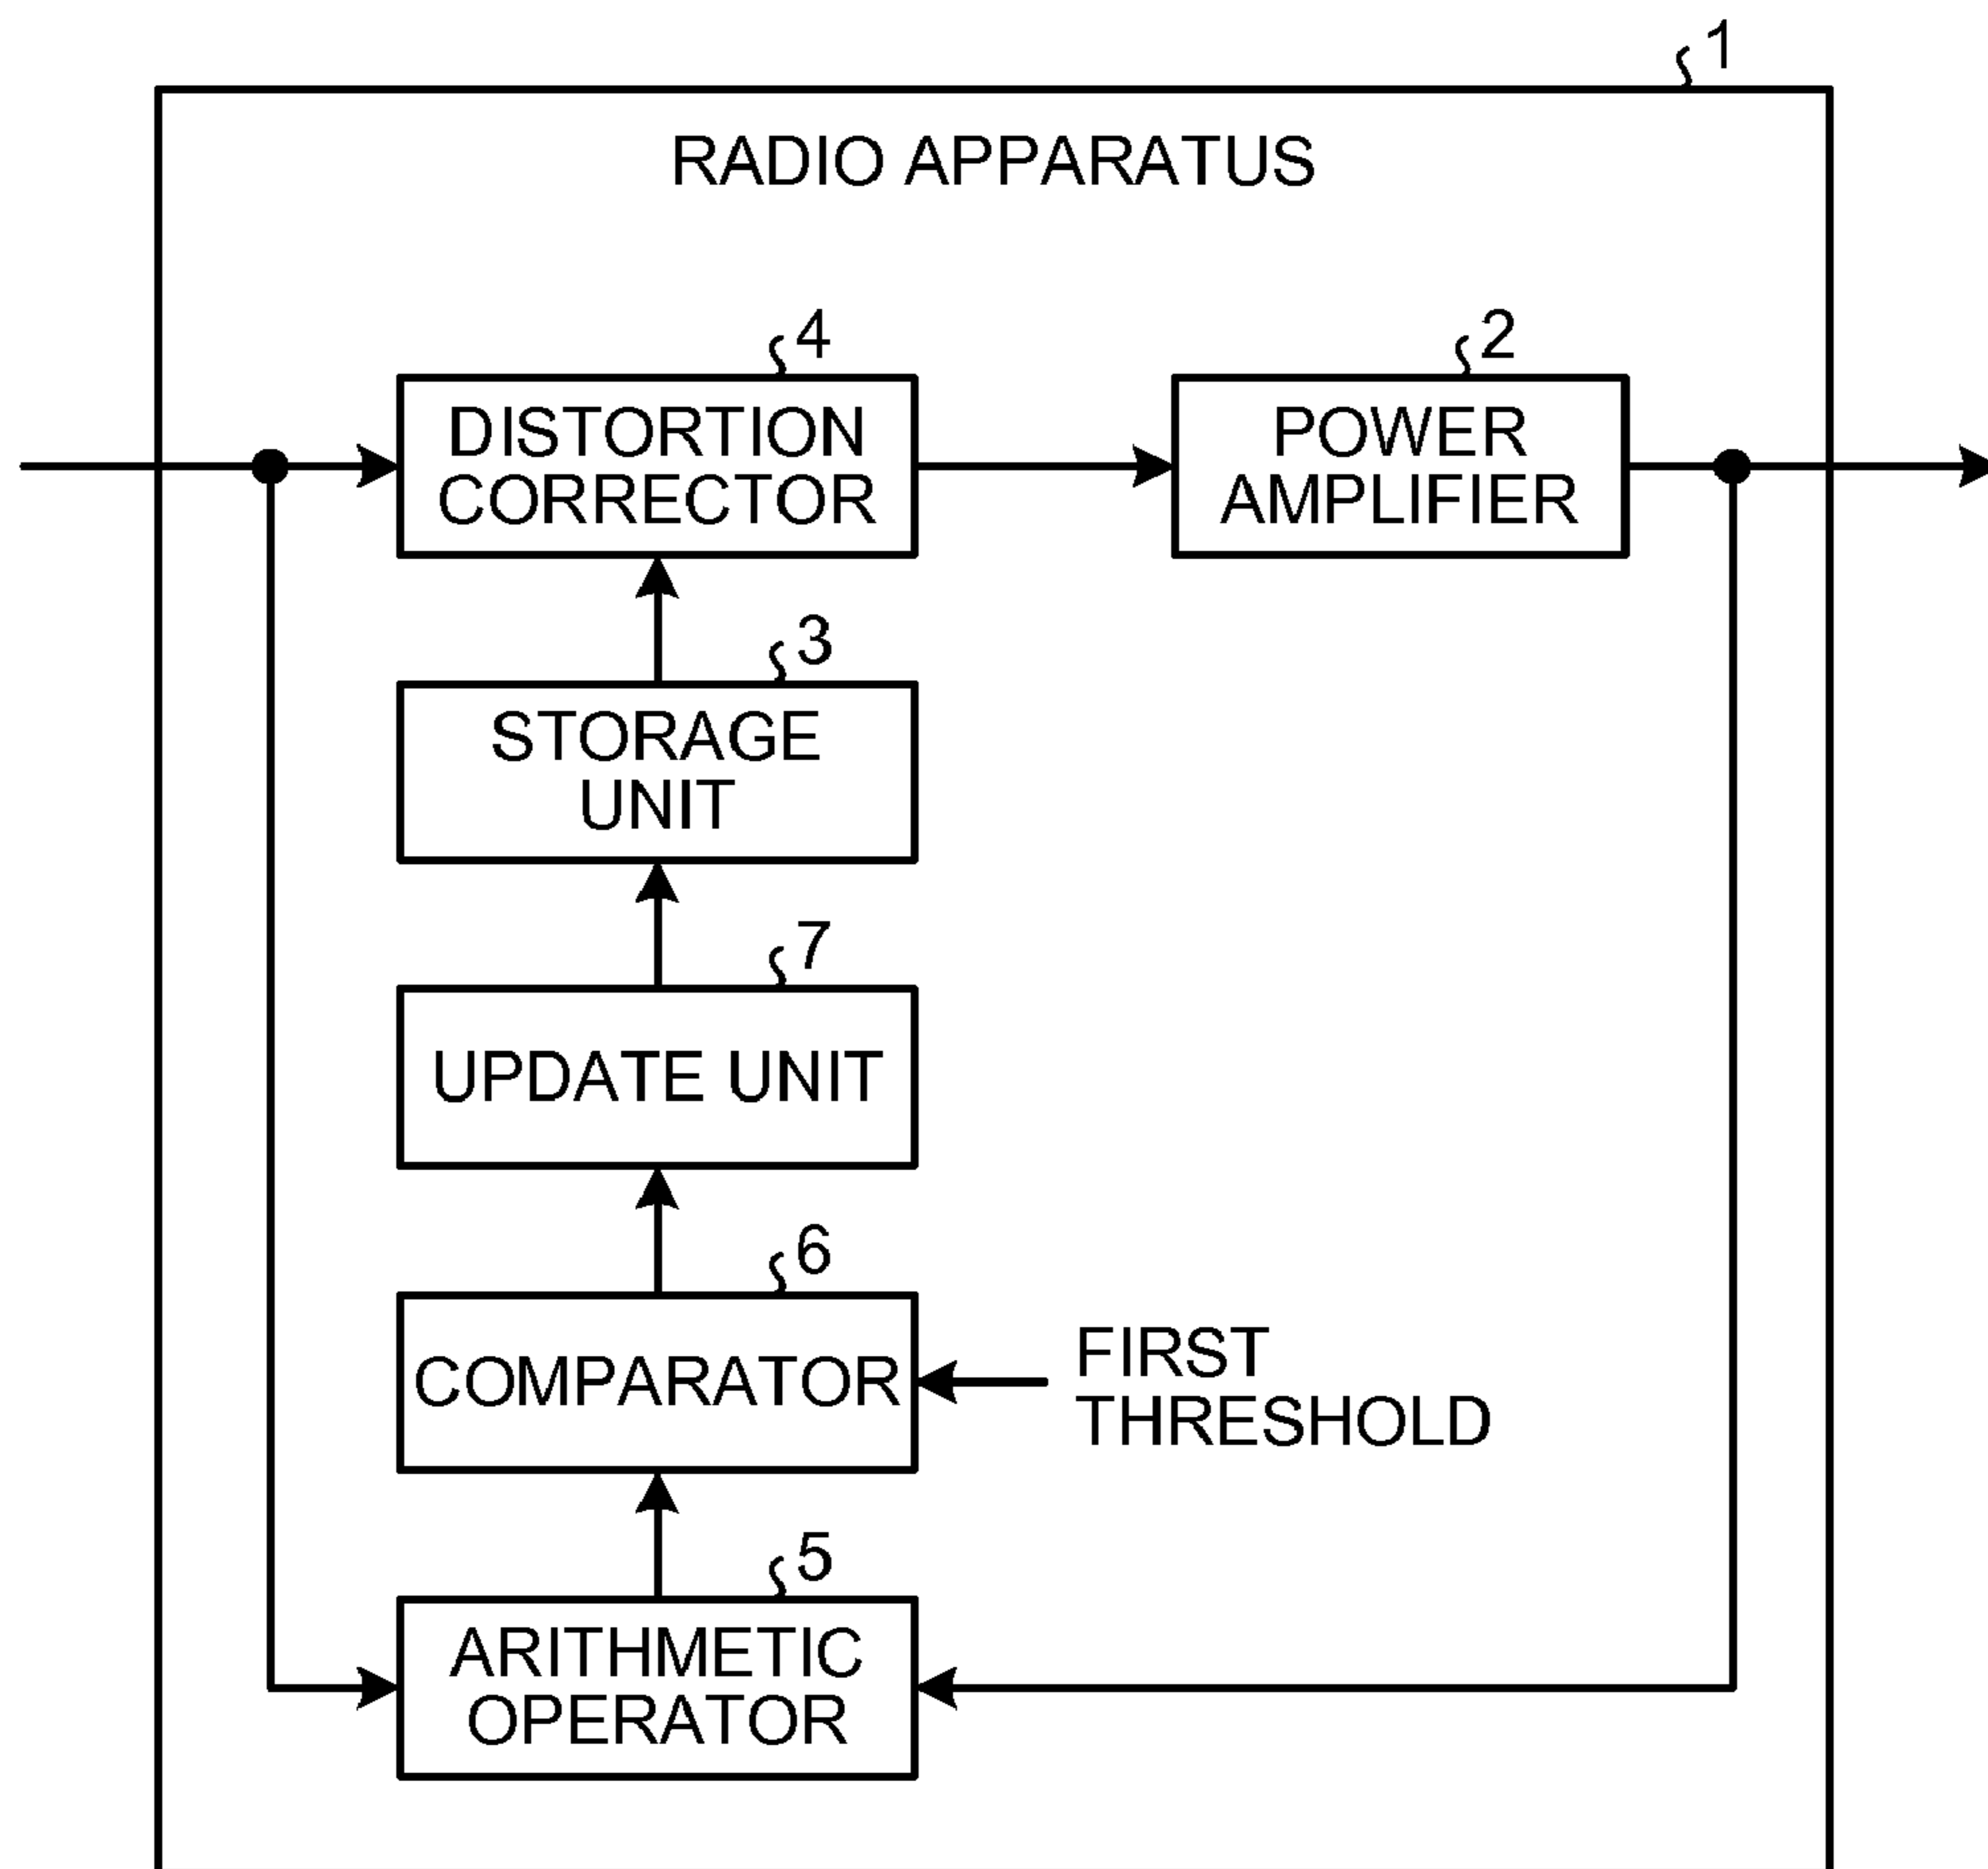 1
RADIO APPARATUS
4
DISTORTION
CORRECTOR
2
POWER
AMPLIFIER
3
STORAGE
UNIT
7
UPDATE UNIT
6
COMPARATOR
FIRST
THRESHOLD
5
ARITHMETIC
OPERATOR